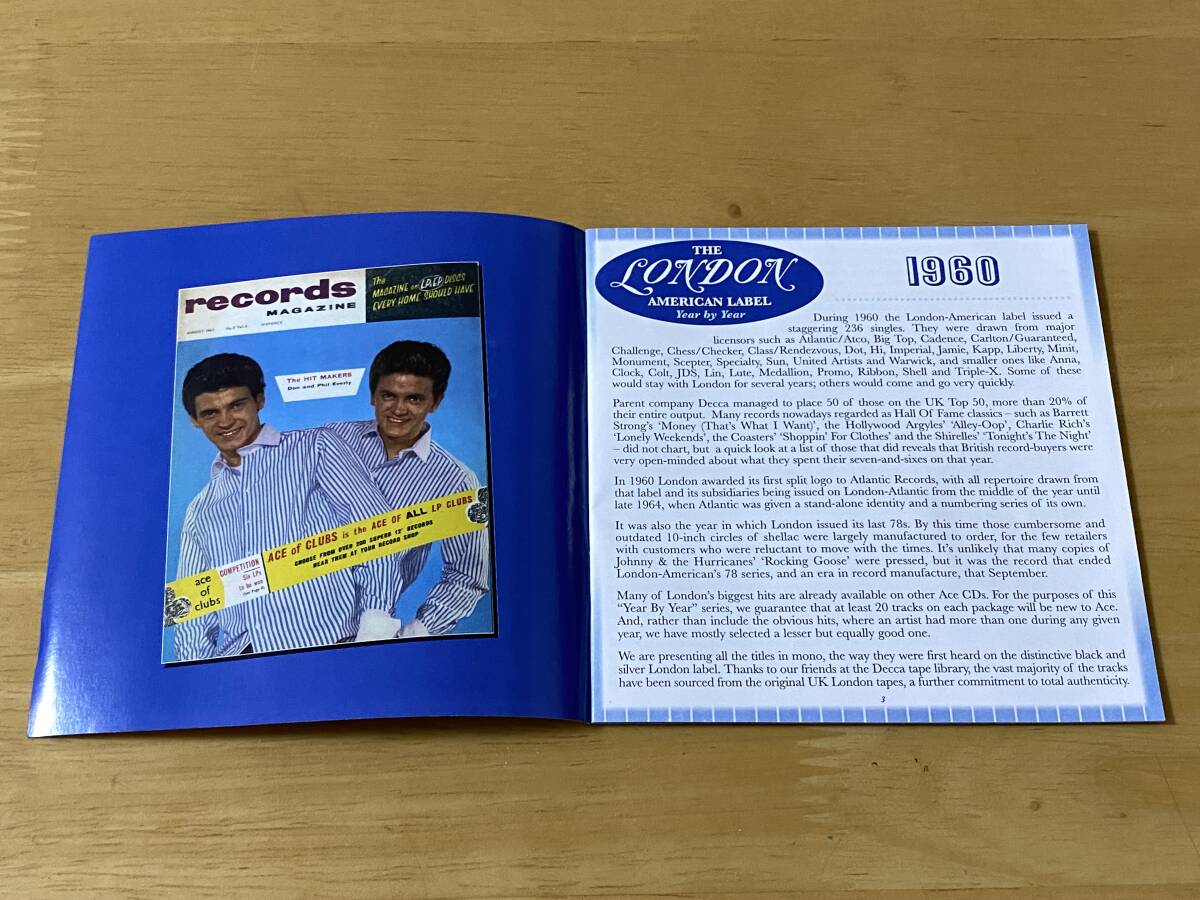 records
MAGAZINE
The
MAGAZINE on LP.EP DISCS
EVERY HOME SHOULD HAVE
AUGUST
SIXPENCE
The HIT MAKERS
Don and Phil Everly
ACE of CLUBS is the ACE OF ALL LP CLUBS
CHOOSE FROM OVER 200 SUPERB 12" RECORDS
HEAR THEM AT YOUR RECORD SHOP
COMPETITION
Six LPs
to be won
ace
of
clubs
THE
LONDON
AMERICAN LABEL
Year by Year
1960
During 1960 the London-American label issued a
staggering 236 singles. They were drawn from major
licensors such as Atlantic/Atco, Big Top, Cadence, Carlton/Guaranteed,
Challenge, Chess/Checker, Class/Rendezvous, Dot, Hi, Imperial, Jamie, Kapp, Liberty, Minit,
Monument, Scepter, Specialty, Sun, United Artists and Warwick, and smaller ones like Anna,
Clock, Colt, JDS, Lin, Lute, Medallion, Promo, Ribbon, Shell and Triple-X. Some of these
would stay with London for several years; others would come and go very quickly.
Parent company Decca managed to place 50 of those on the UK Top 50, more than 20% of
their entire output. Many records nowadays regarded as Hall Of Fame classics – such as Barrett
Strong's 'Money (That's What I Want)', the Hollywood Argyles' 'Alley-Oop', Charlie Rich's
'Lonely Weekends', the Coasters' 'Shoppin' For Clothes' and the Shirelles' 'Tonight's The Night'
– did not chart, but a quick look at a list of those that did reveals that British record-buyers were
very open-minded about what they spent their seven-and-sixes on that year.
In 1960 London awarded its first split logo to Atlantic Records, with all repertoire drawn from
that label and its subsidiaries being issued on London-Atlantic from the middle of the year until
late 1964, when Atlantic was given a stand-alone identity and a numbering series of its own.
It was also the year in which London issued its last 78s. By this time those cumbersome and
outdated 10-inch circles of shellac were largely manufactured to order, for the few retailers
with customers who were reluctant to move with the times. It's unlikely that many copies of
Johnny & the Hurricanes' 'Rocking Goose' were pressed, but it was the record that ended
London-American's 78 series, and an era in record manufacture, that September.
Many of London's biggest hits are already available on other Ace CDs. For the purposes of this
"Year By Year" series, we guarantee that at least 20 tracks on each package will be new to Ace.
And, rather than include the obvious hits, where an artist had more than one during any given
year, we have mostly selected a lesser but equally good one.
We are presenting all the titles in mono, the way they were first heard on the distinctive black and
silver London label. Thanks to our friends at the Decca tape library, the vast majority of the tracks
have been sourced from the original UK London tapes, a further commitment to total authenticity.
3